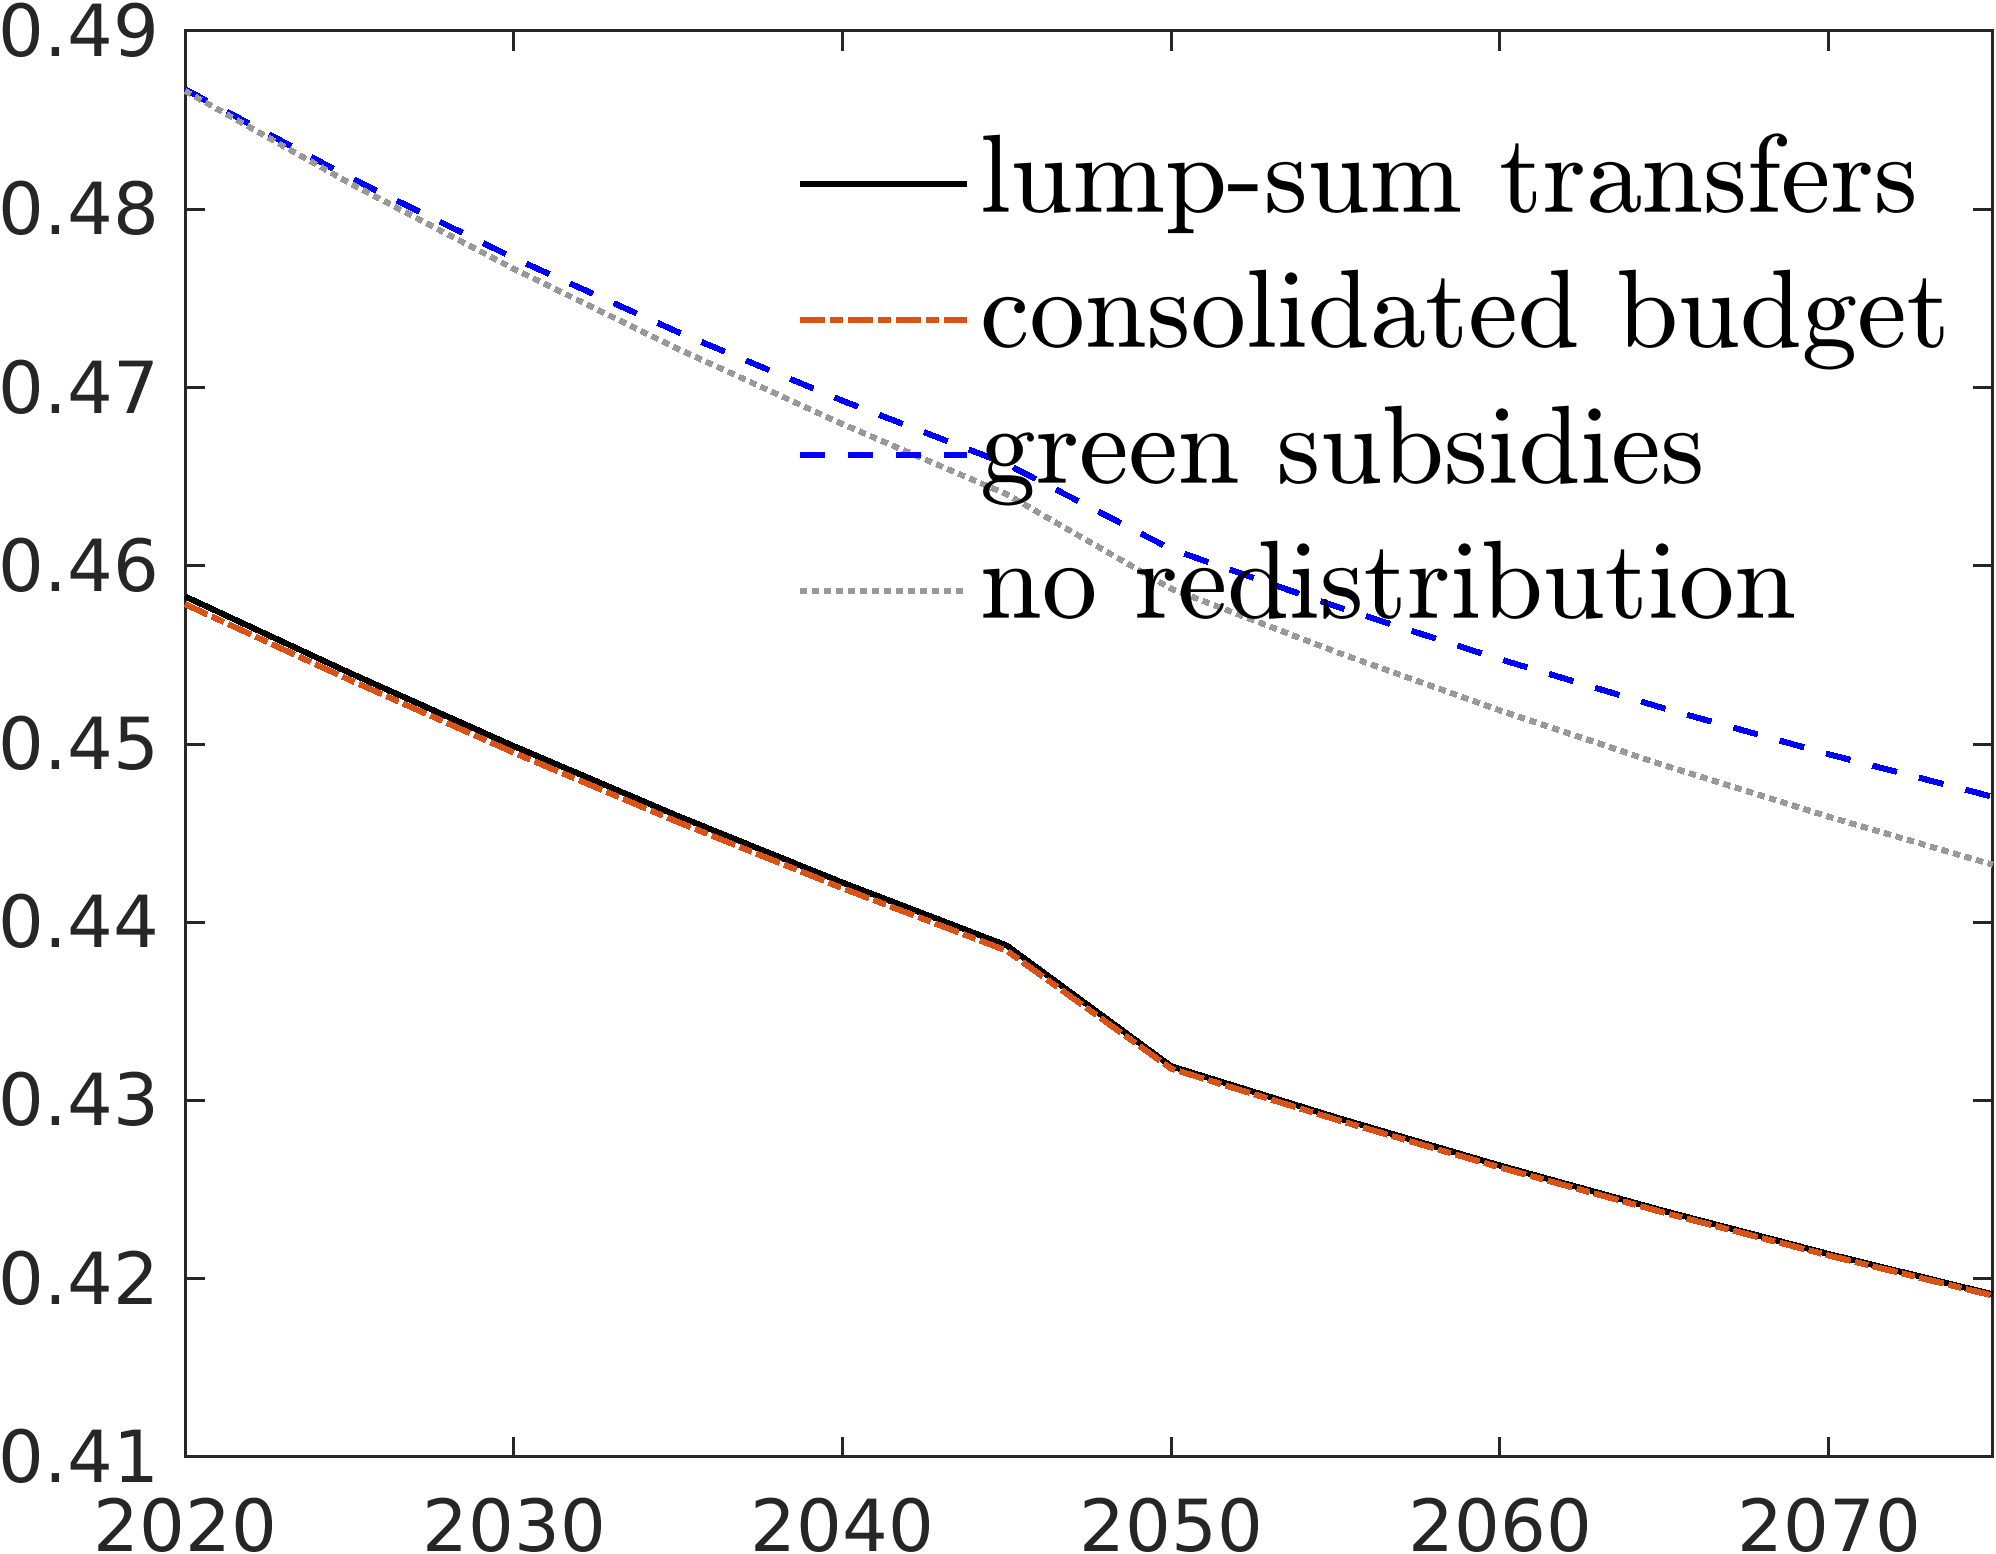 0.49
0.48
0.47
0.46
0.45
0.44
0.43
0.42
0.41
2020 2030 2040 2050 2060 2070
lump-sum transfers
consolidated budget
green subsidies
no redistribution